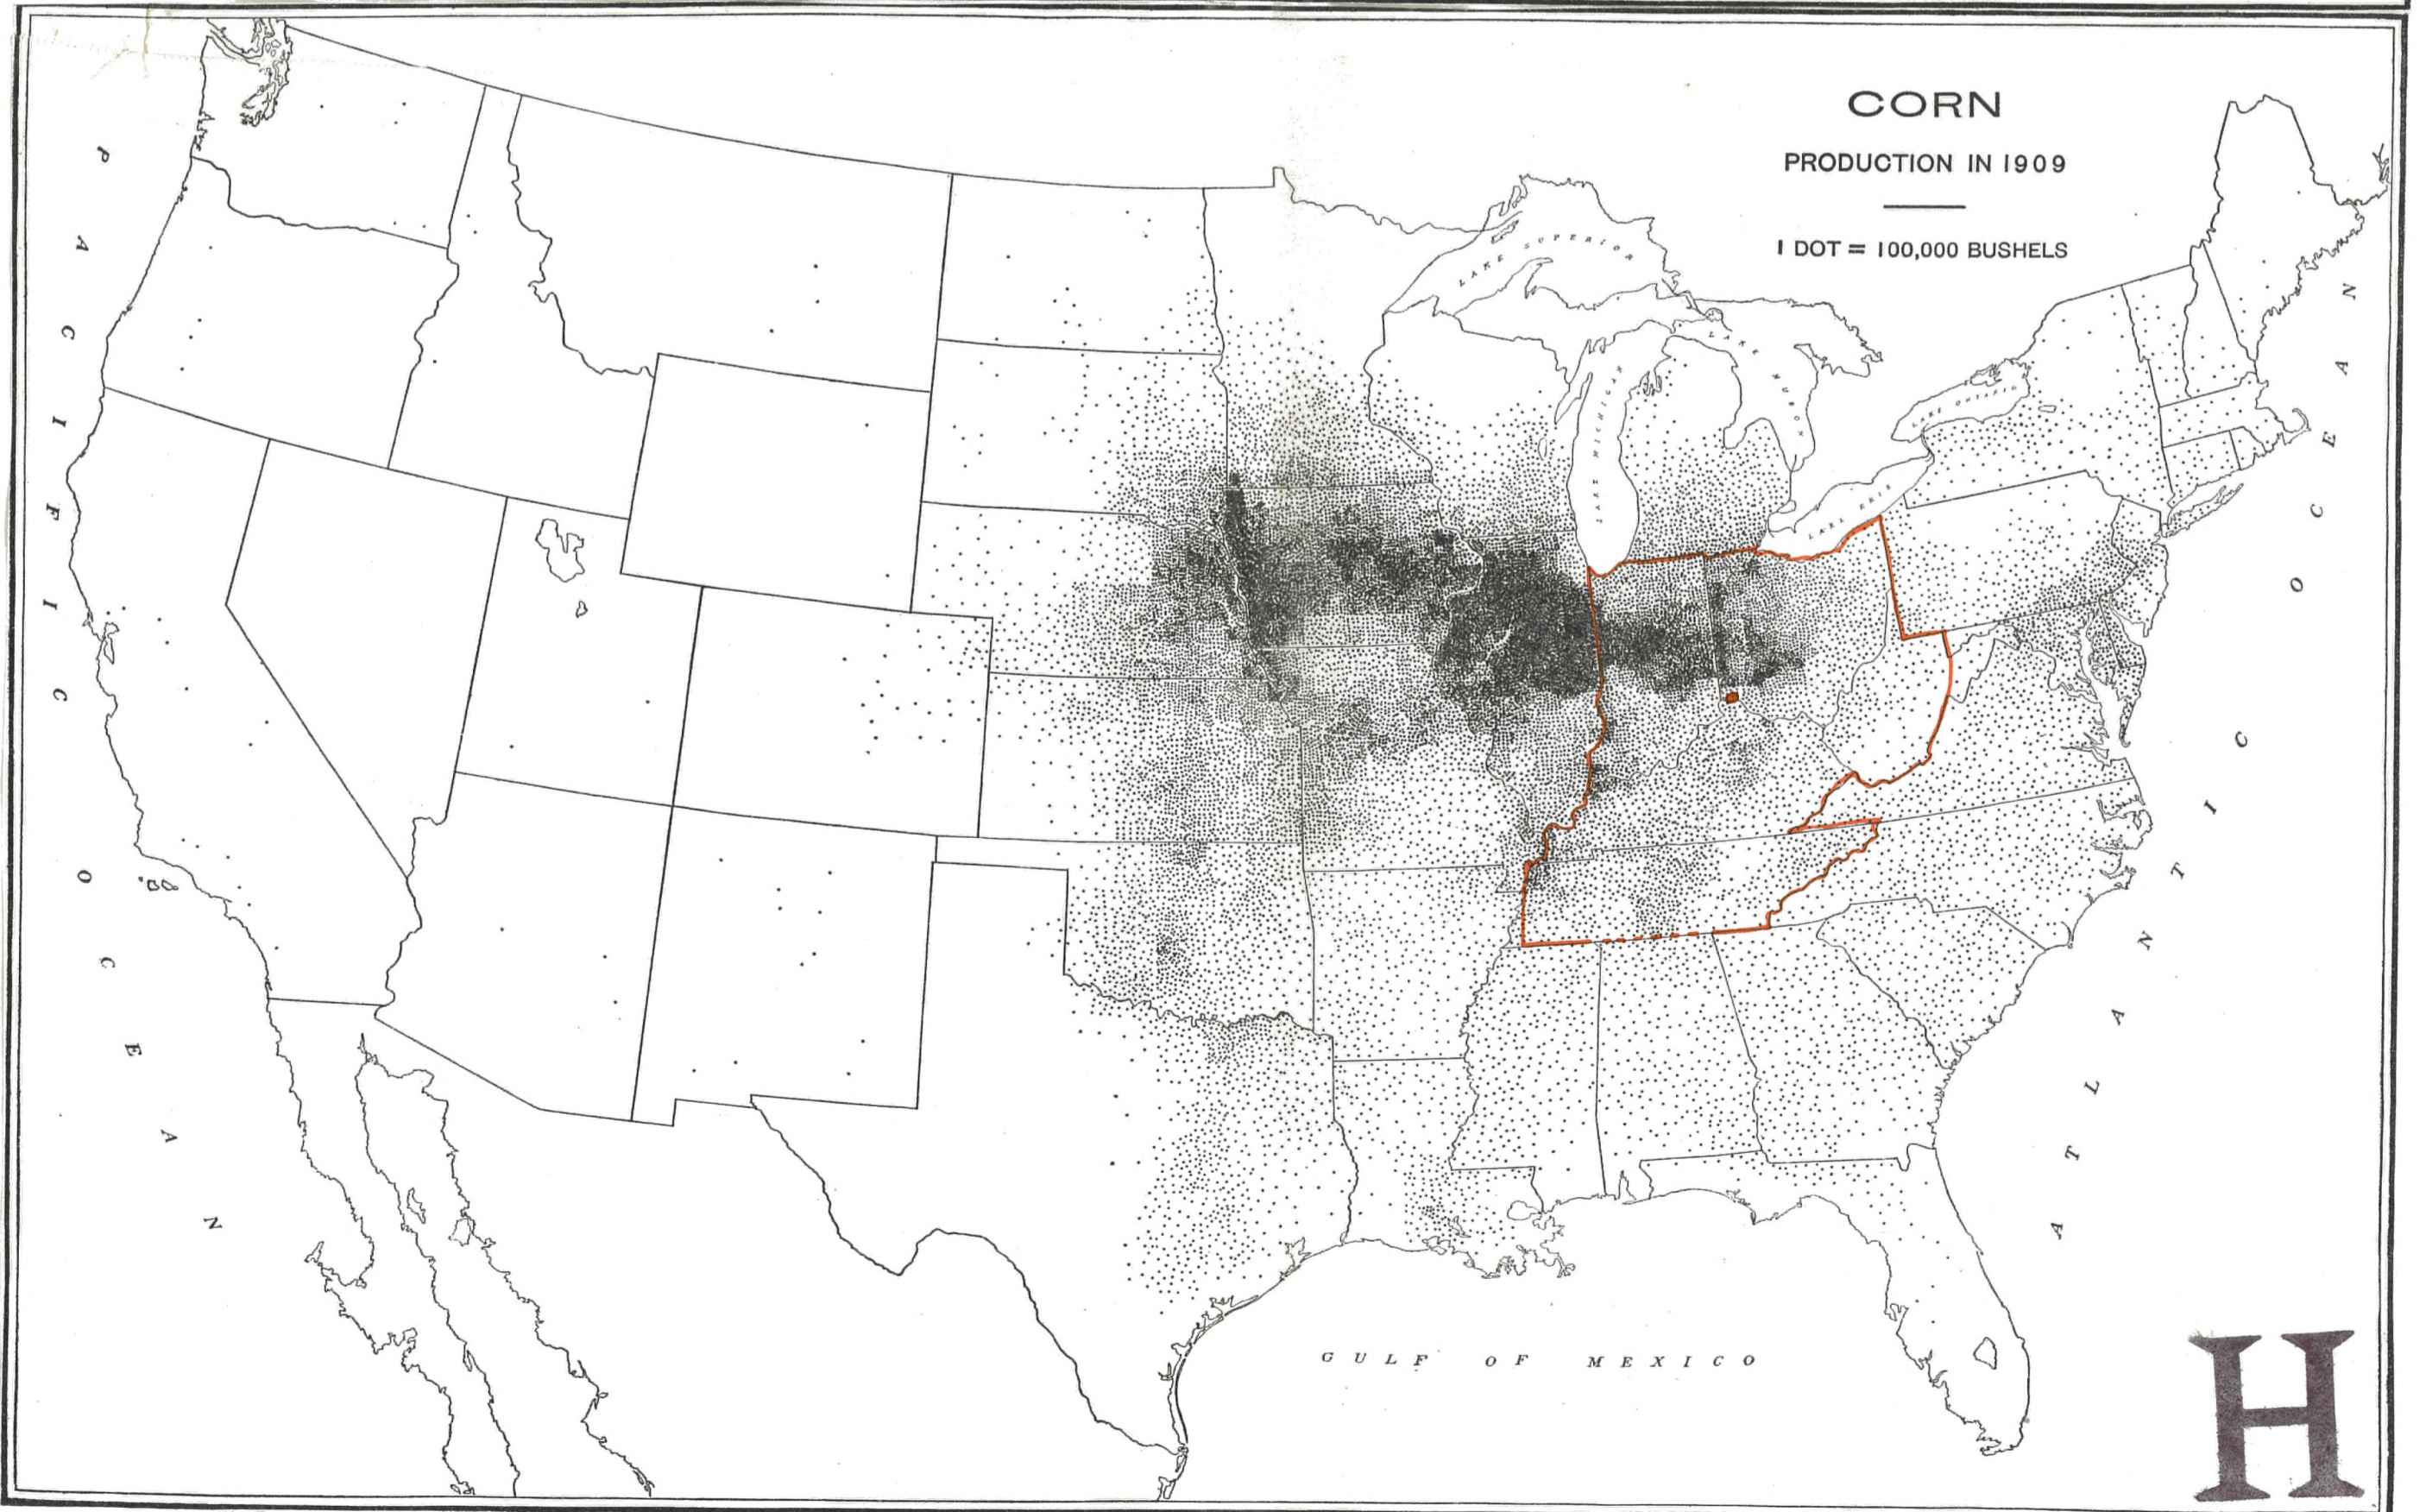 CORN
PRODUCTION IN 1909
1 DOT = 100,000 BUSHELS
PACIFIC OCEAN
LAKE SUPERIOR
LAKE MICHIGAN
LAKE HURON
LAKE ONTARIO
LAKE ERIE
ATLANTIC OCEAN
GULF OF MEXICO
H